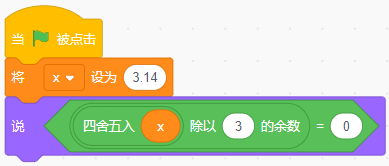 当 被点击
将 x 设为 3.14
说 四舍五入 x 除以 3 的余数 = 0